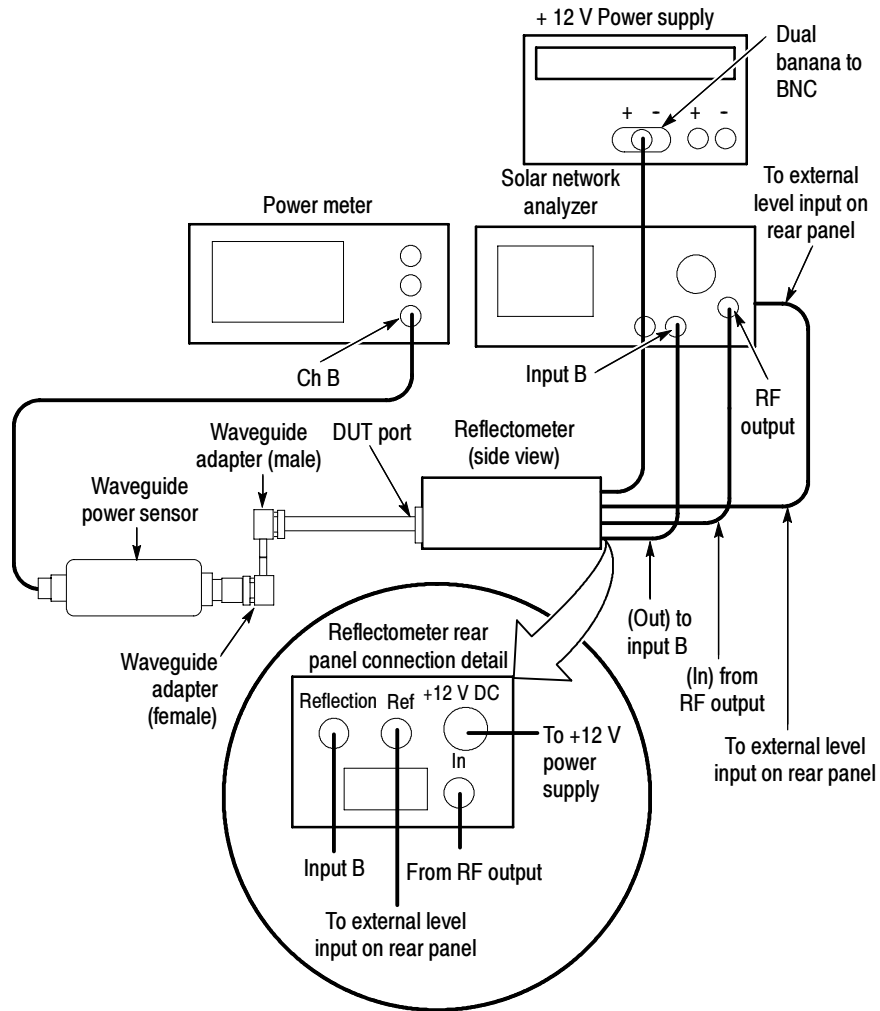 + 12 V Power supply
Dual
banana to
BNC
+ - + -
Solar network
analyzer
To external
level input on
rear panel
Power meter
Ch B
Input B
RF
output
Waveguide
adapter (male)
DUT port
Reflectometer
(side view)
Waveguide
power sensor
Waveguide
adapter
(female)
(Out) to
input B
(In) from
RF output
To external level
input on rear panel
Reflectometer rear
panel connection detail
Reflection
Ref
+12 V DC
In
To +12 V
power
supply
Input B
From RF output
To external level
input on rear panel